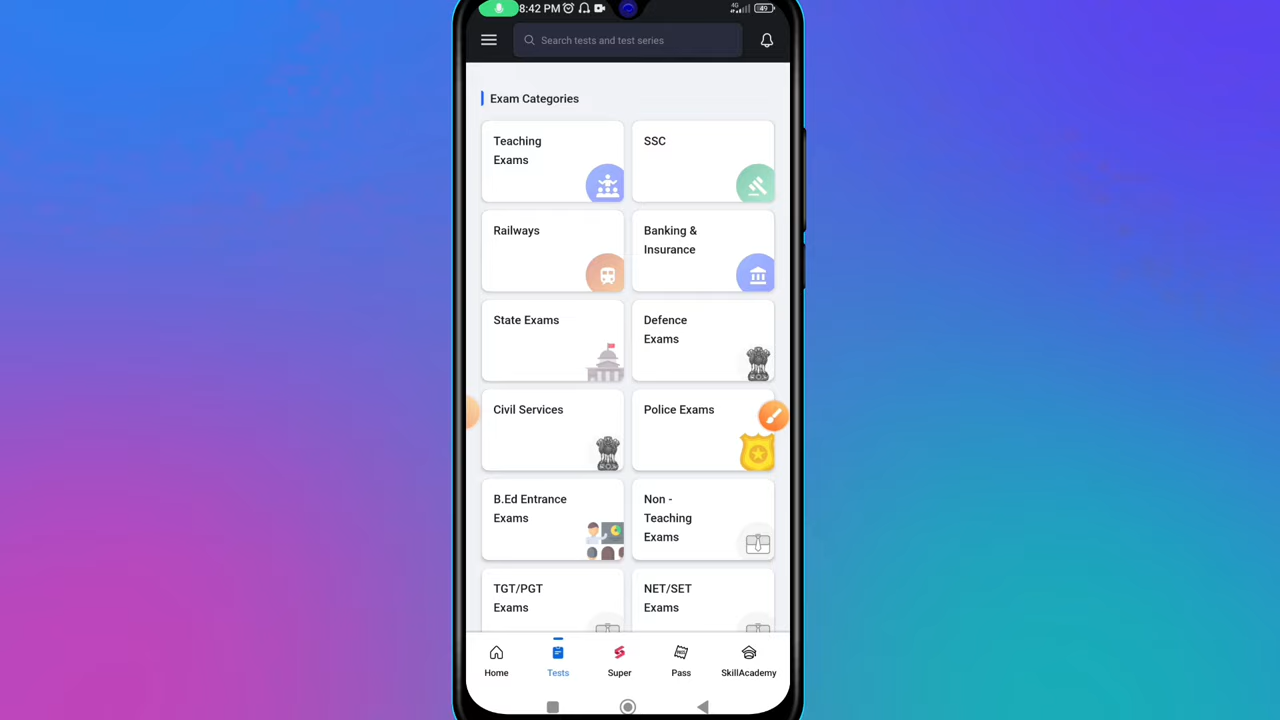 8:42 PM
4G
49
Search tests and test series
Exam Categories
Teaching
Exams
SSC
Railways
Banking &
Insurance
State Exams
Defence
Exams
Civil Services
Police Exams
B.Ed Entrance
Exams
Non -
Teaching
Exams
TGT/PGT
Exams
NET/SET
Exams
Home
Tests
Super
Pass
SkillAcademy